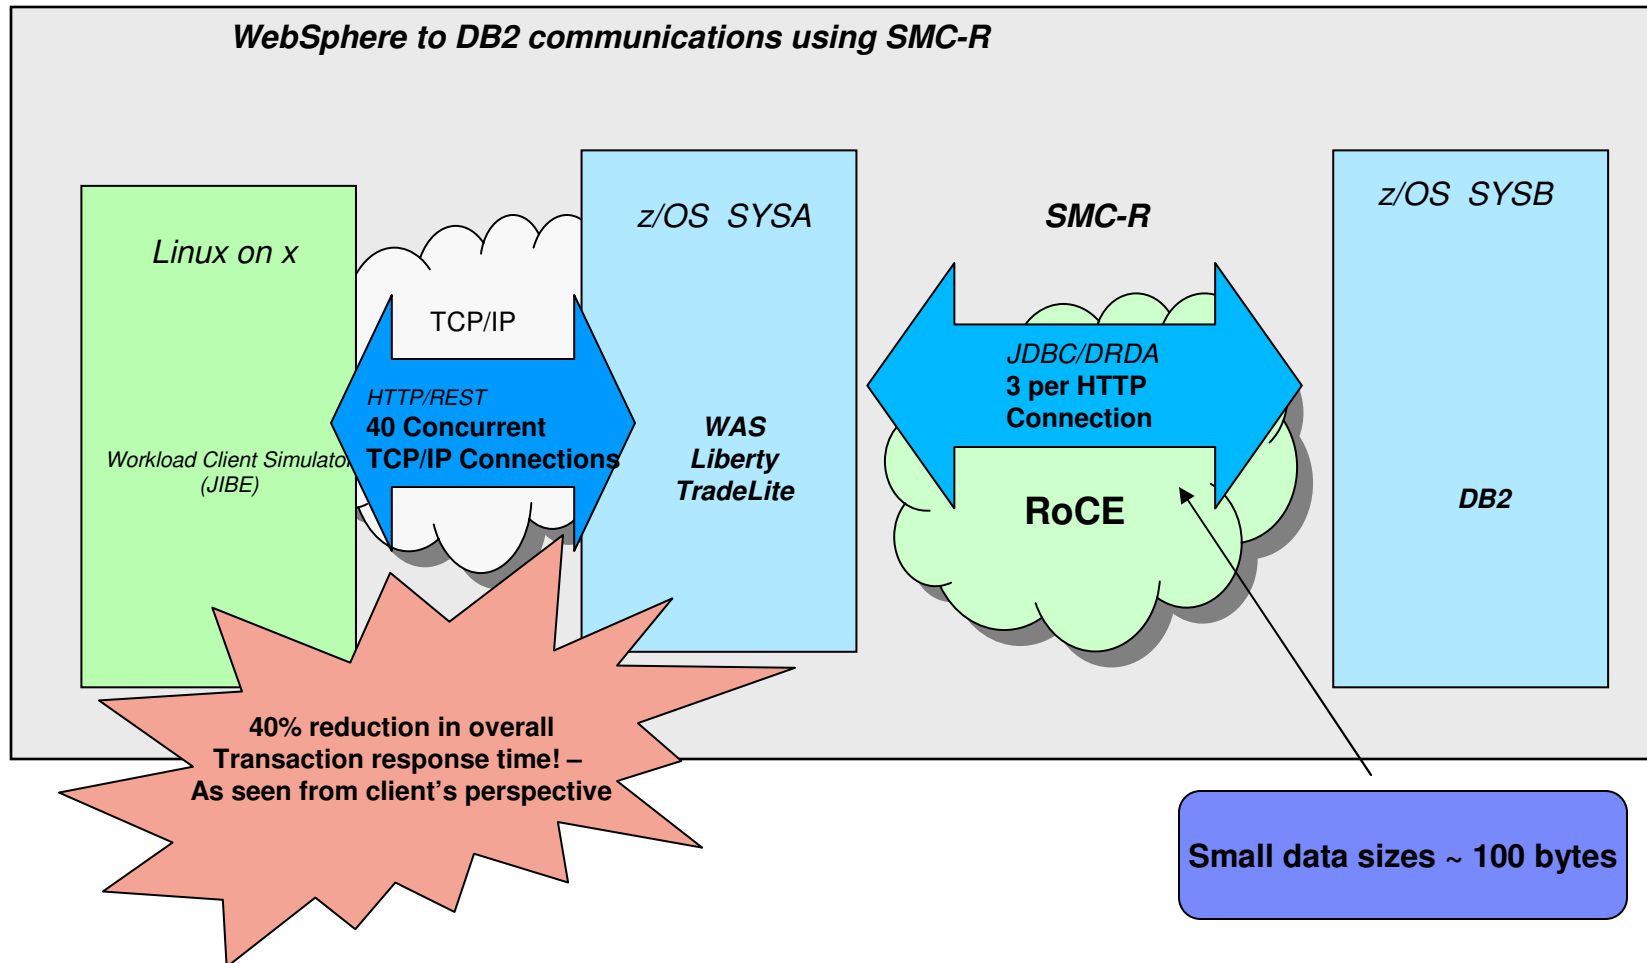 WebSphere to DB2 communications using SMC-R
Linux on x
Workload Client Simulator
(JIBE)
TCP/IP
HTTP/REST
40 Concurrent
TCP/IP Connections
z/OS SYSA
WAS
Liberty
TradeLite
SMC-R
JDBC/DRDA
3 per HTTP
Connection
RoCE
z/OS SYSB
DB2
40% reduction in overall
Transaction response time! –
As seen from client’s perspective
Small data sizes ~ 100 bytes